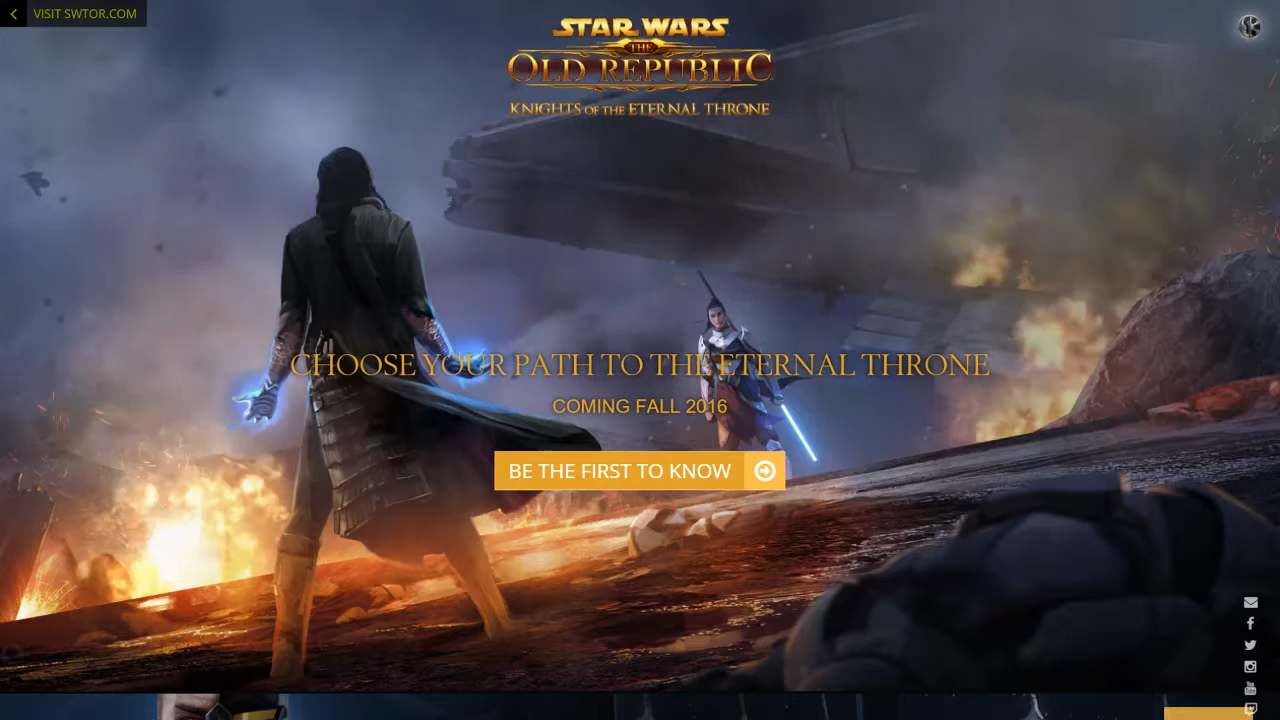 VISIT SWTOR.COM
STAR WARS
THE
OLD REPUBLIC
KNIGHTS OF THE ETERNAL THRONE
CHOOSE YOUR PATH TO THE ETERNAL THRONE
COMING FALL 2016
BE THE FIRST TO KNOW